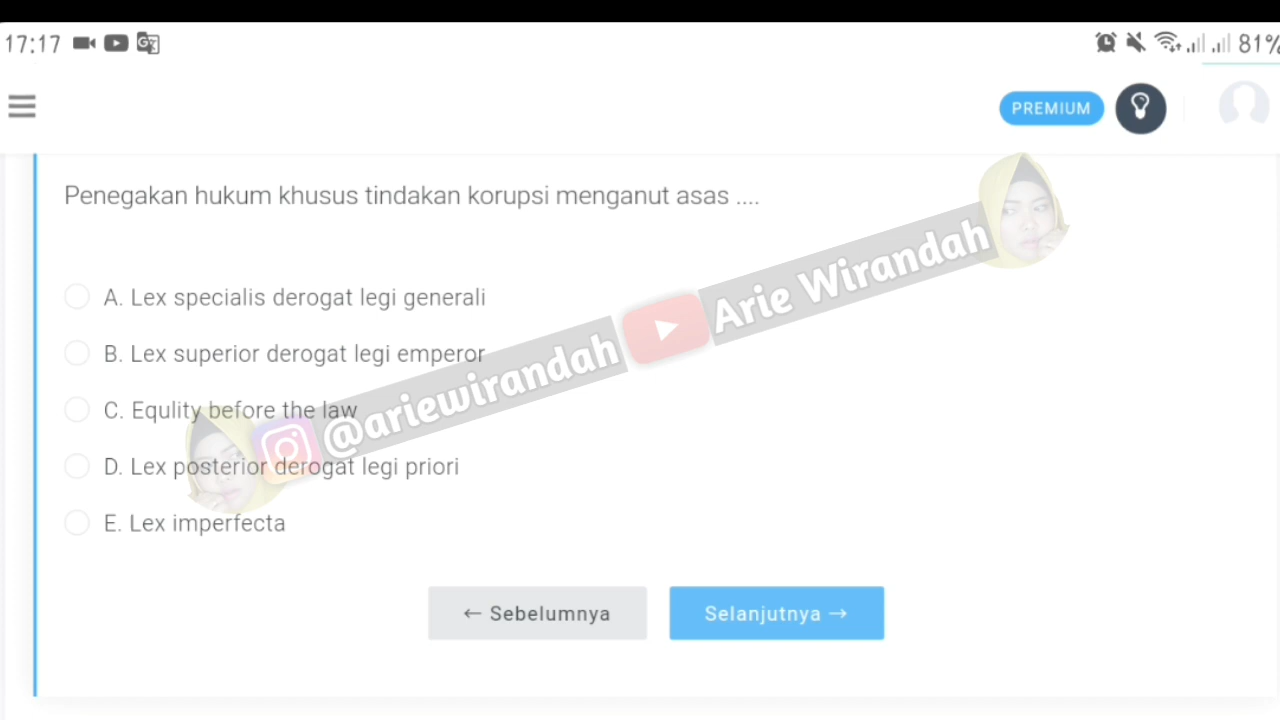 17:17 81%
PREMIUM
Penegakan hukum khusus tindakan korupsi menganut asas ....
A. Lex specialis derogat legi generali
B. Lex superior derogat legi emperor
C. Equlity before the law
D. Lex posterior derogat legi priori
E. Lex imperfecta
@ariewirandah Arie Wirandah
← Sebelumnya Selanjutnya →